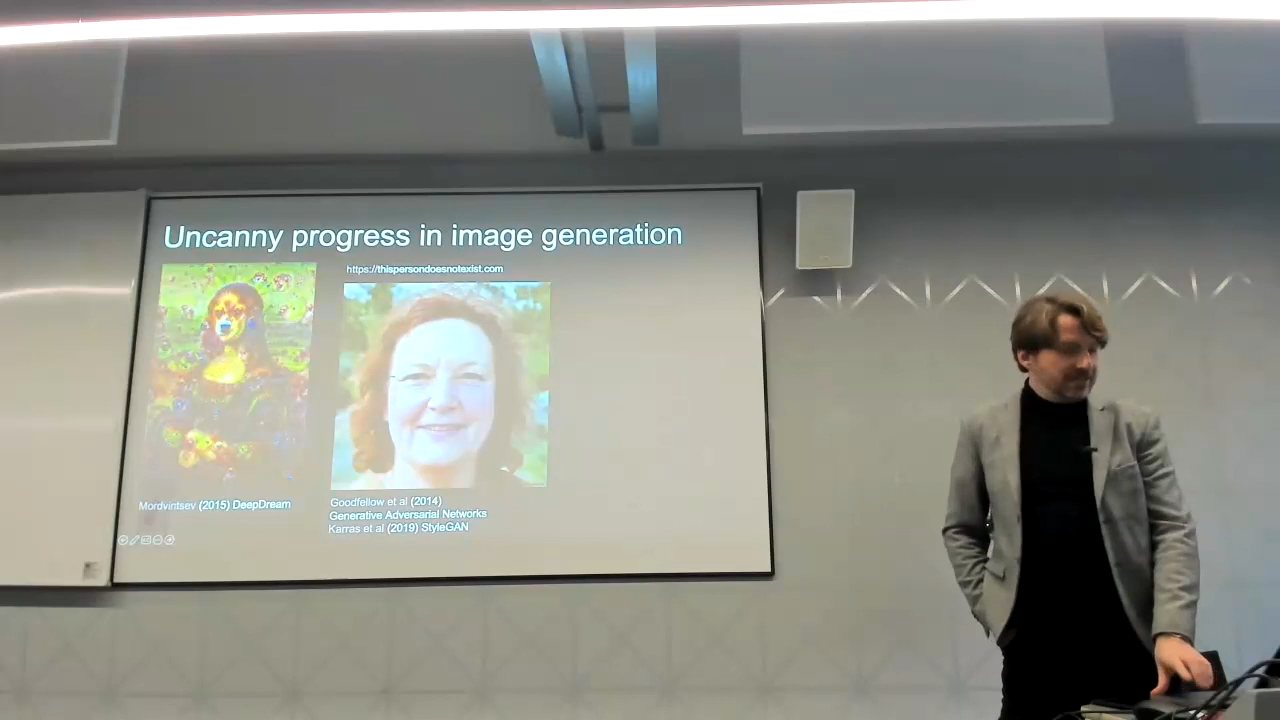 Uncanny progress in image generation
https://thispersondoesnotexist.com
Mordvintsev (2015) DeepDream
Goodfellow et al (2014)
Generative Adversarial Networks
Karras et al (2019) StyleGAN